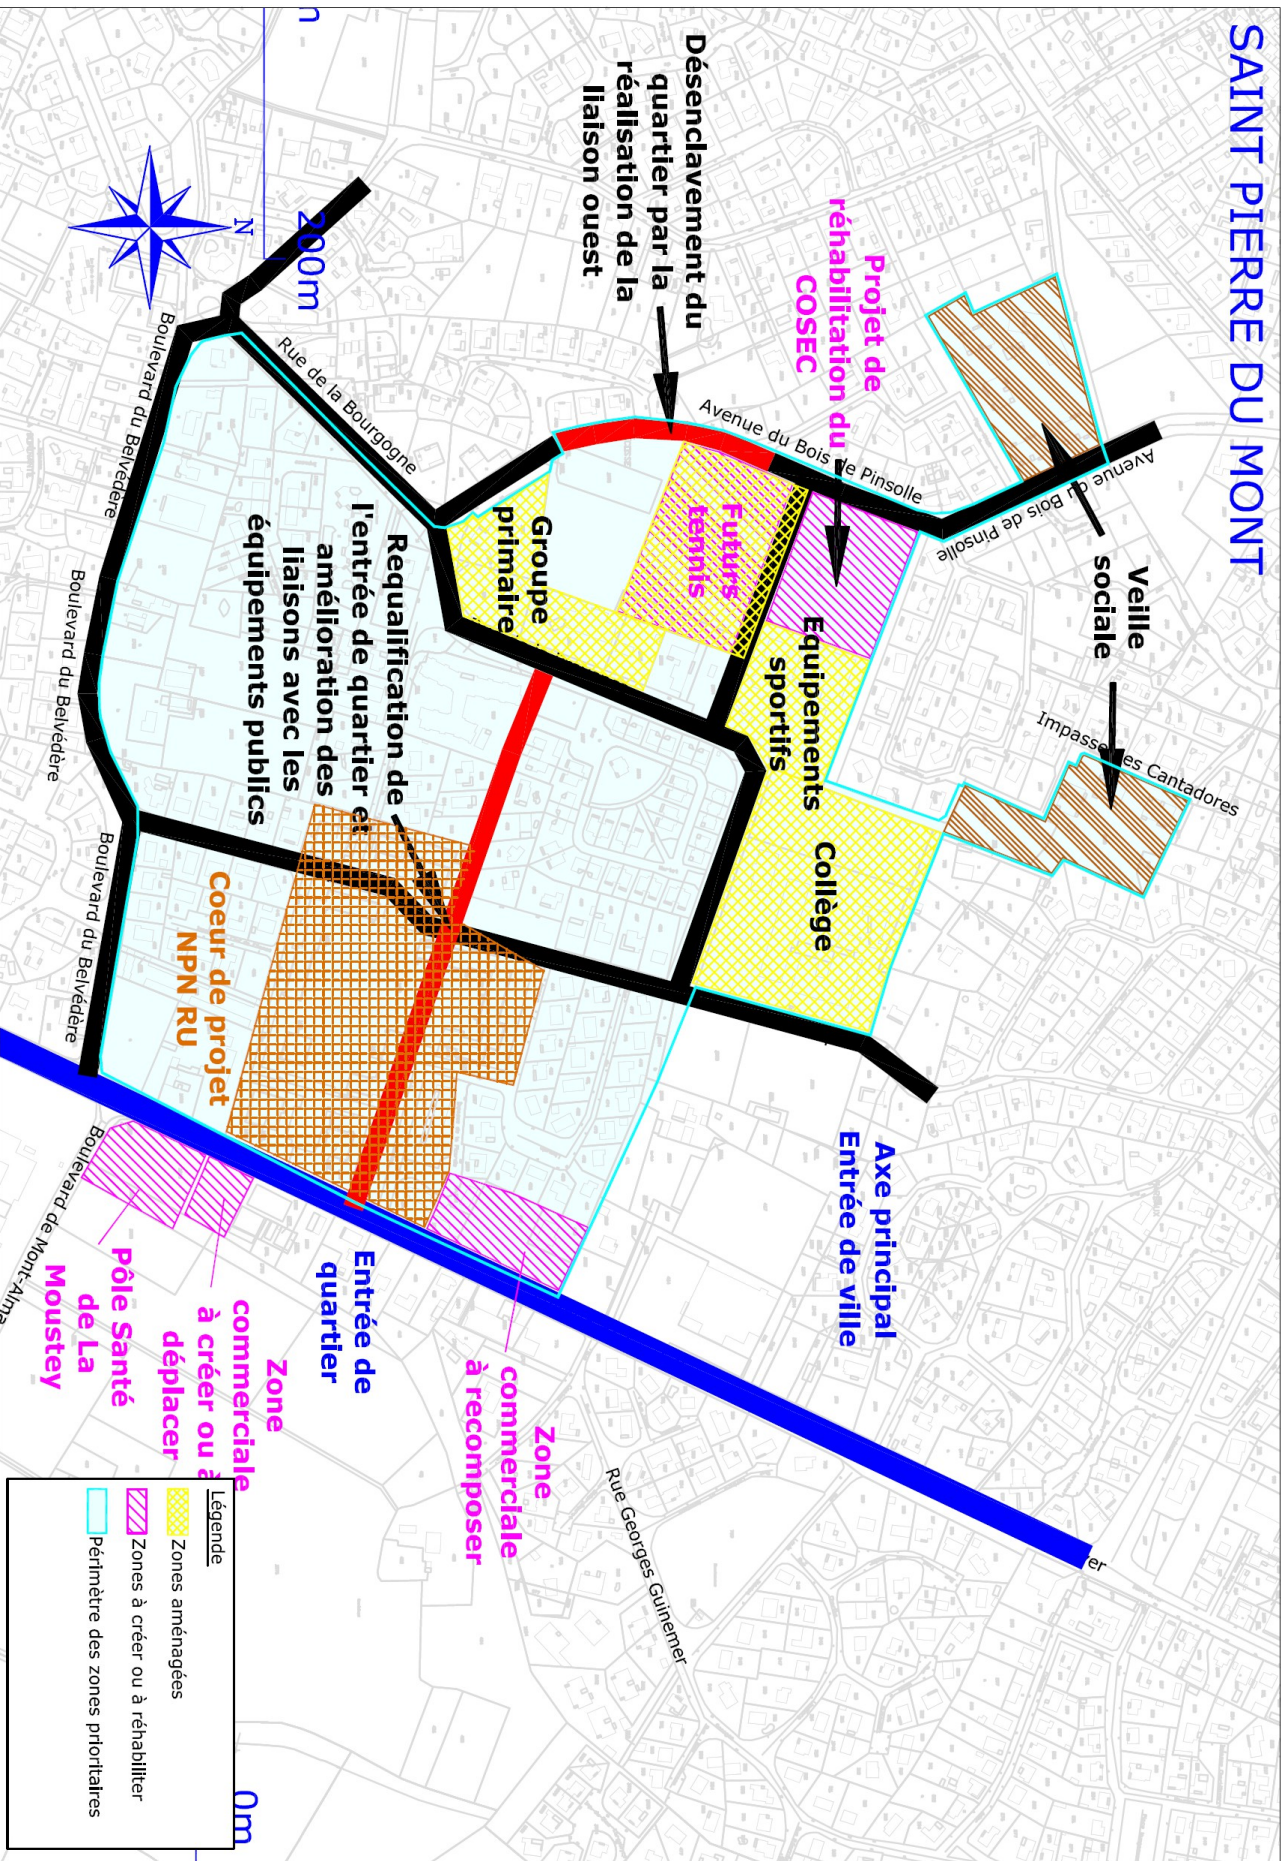 SAINT PIERRE DU MONT
Désenclavement du
quartier par la
réalisation de la
liaison ouest
Projet de
réhabilitation du
COSEC
Veille
sociale
Avenue du Bois de Pinsolle
Avenue du Bois de Pinsolle
Impasse des Cantadores
Equipements
sportifs
Collège
Futurs
tennis
Groupe
primaire
Rue de la Bourgogne
200m
N
Requalification de
l'entrée de quartier et
amélioration des
liaisons avec les
équipements publics
Boulevard du Belvédère
Boulevard du Belvédère
Boulevard du Belvédère
Coeur de projet
NPN RU
Axe principal
Entrée de ville
Entrée de
quartier
Zone
commerciale
à recomposer
Zone
commerciale
à créer ou à
déplacer
Pôle Santé
de La
Moustey
Boulevard de Mont-Alma
Rue Georges Guinemer
er
0m
Légende
Zones aménagées
Zones à créer ou à réhabiliter
Périmètre des zones prioritaires